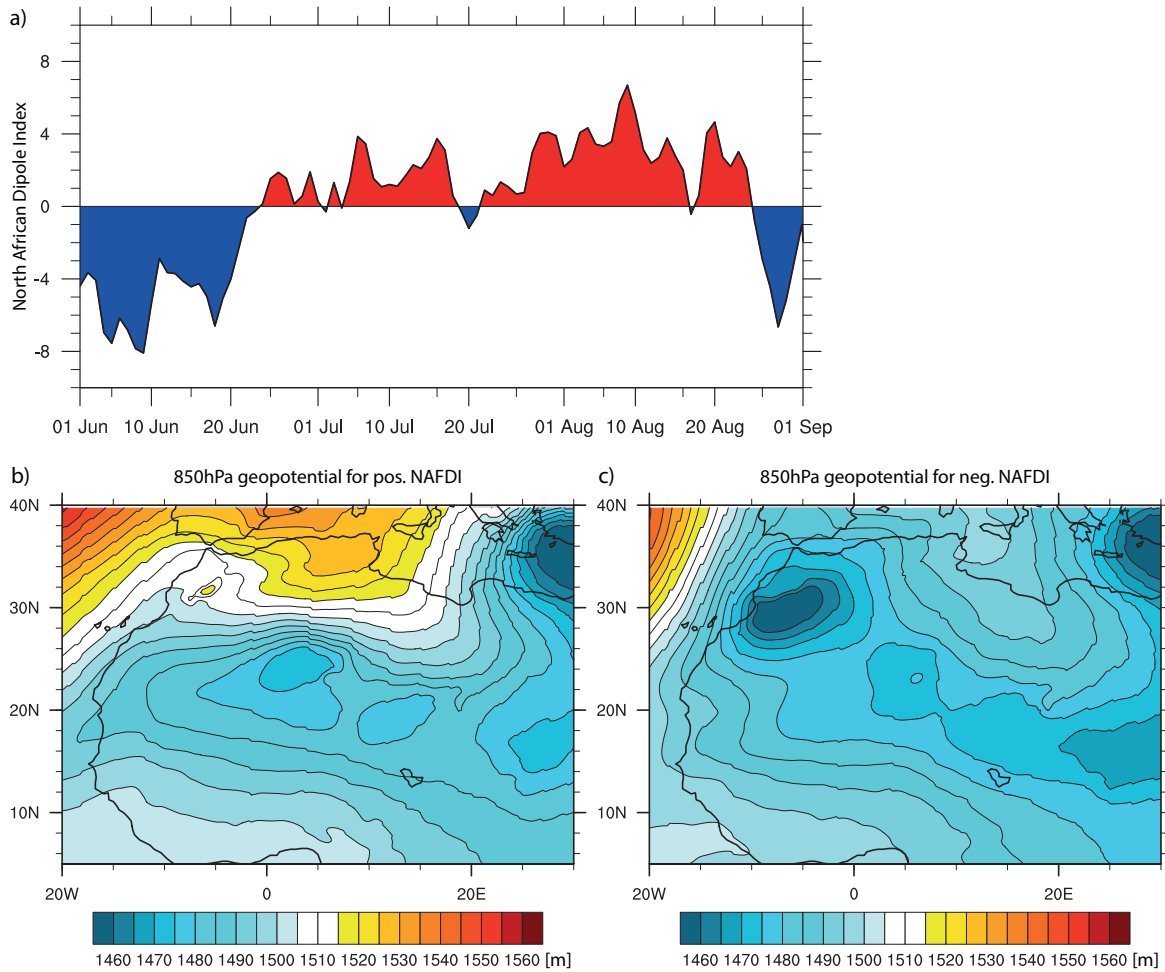 a)
North African Dipole Index
8
4
0
-4
-8
01 Jun 10 Jun 20 Jun 01 Jul 10 Jul 20 Jul 01 Aug 10 Aug 20 Aug 01 Sep
b) 850hPa geopotential for pos. NAFDI
40N
30N
20N
10N
20W 0 20E
1460 1470 1480 1490 1500 1510 1520 1530 1540 1550 1560 [m]
c) 850hPa geopotential for neg. NAFDI
40N
30N
20N
10N
20W 0 20E
1460 1470 1480 1490 1500 1510 1520 1530 1540 1550 1560 [m]